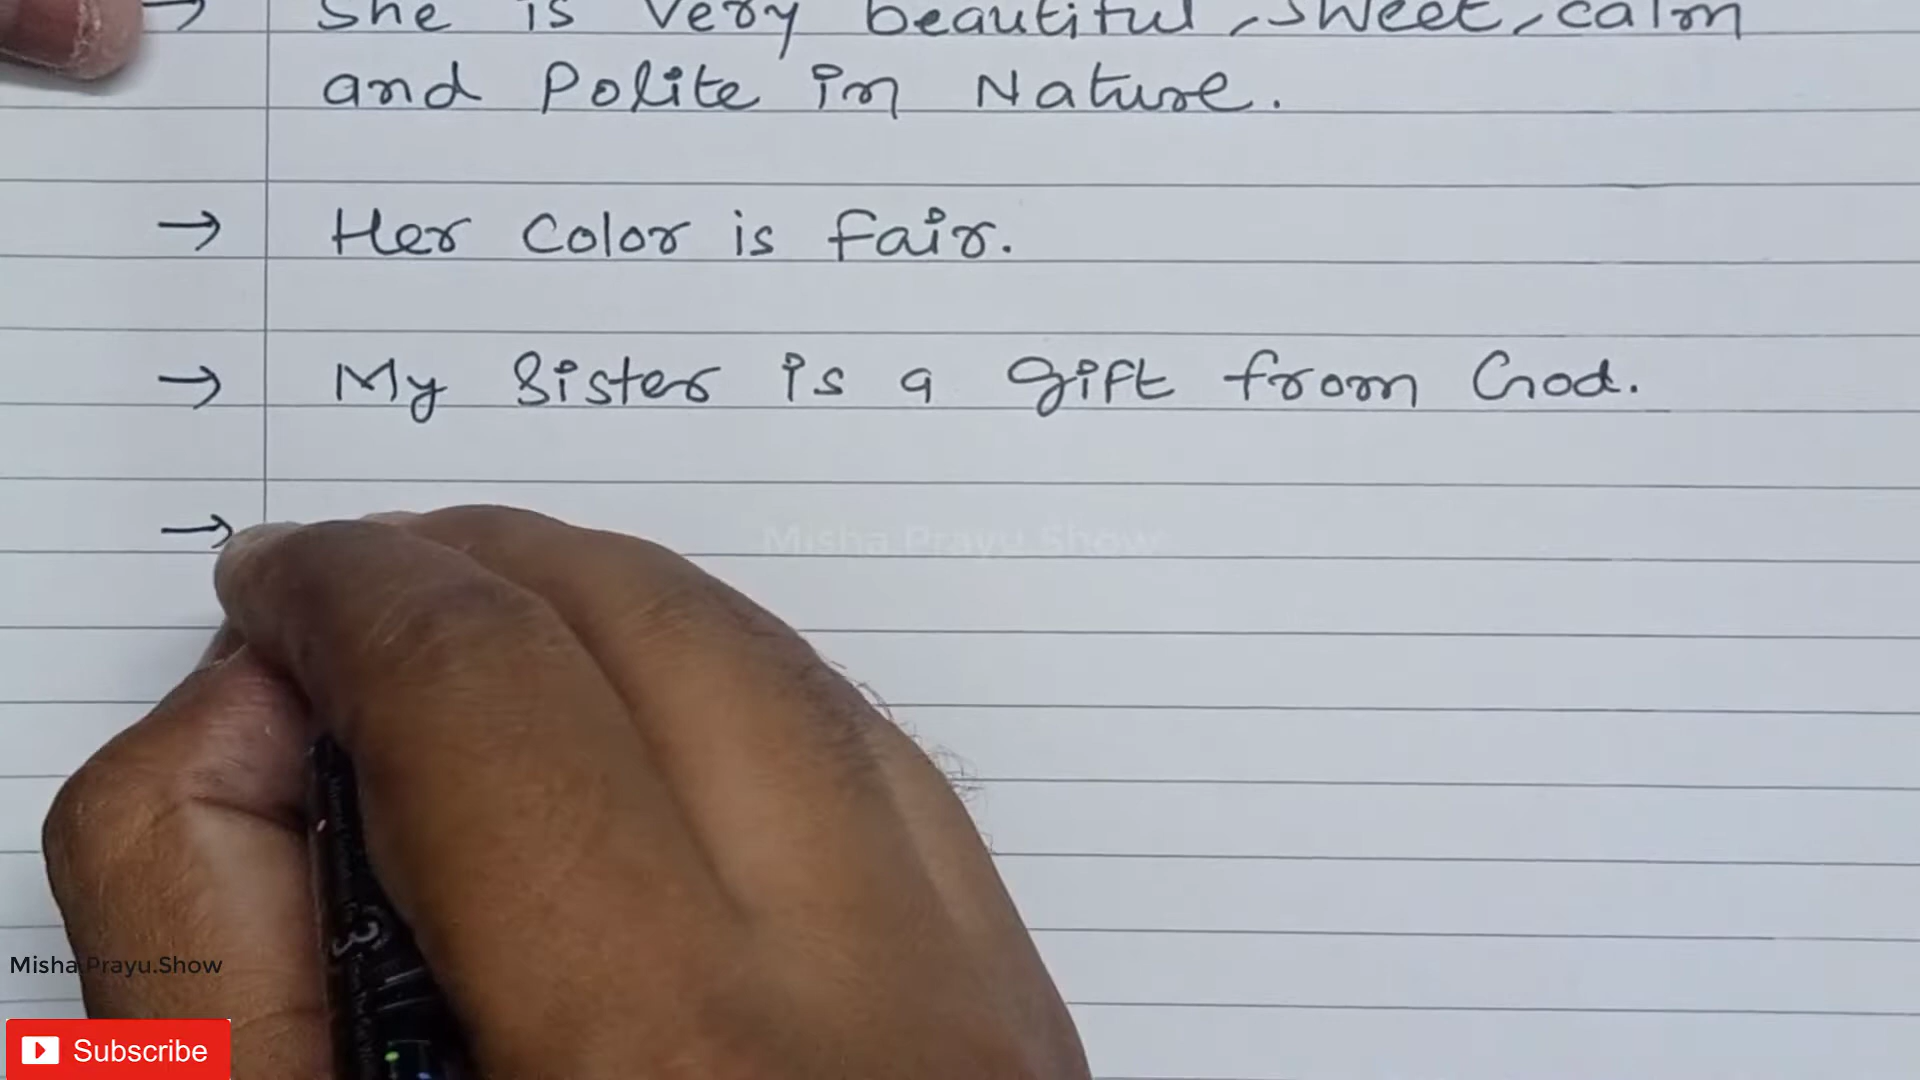 → She is very beautiful, sweet, calm
and Polite in Nature.
→ Her Color is fair.
→ My Sister is a gift from God.
→
Misha Prayu Show
Misha.Prayu.Show
Subscribe